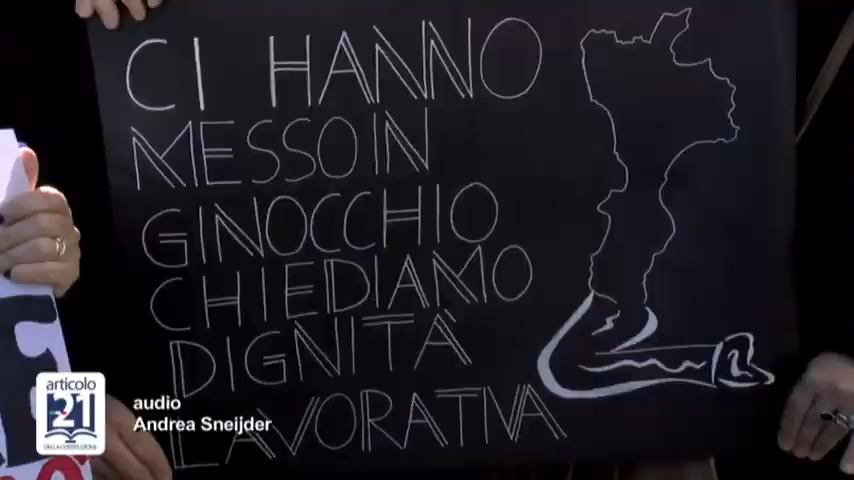 CI HANNO
MESSO IN
GINOCCHIO
CHIEDIAMO
DIGNITÀ
LAVORATIVA
articolo
21
audio
Andrea Sneijder